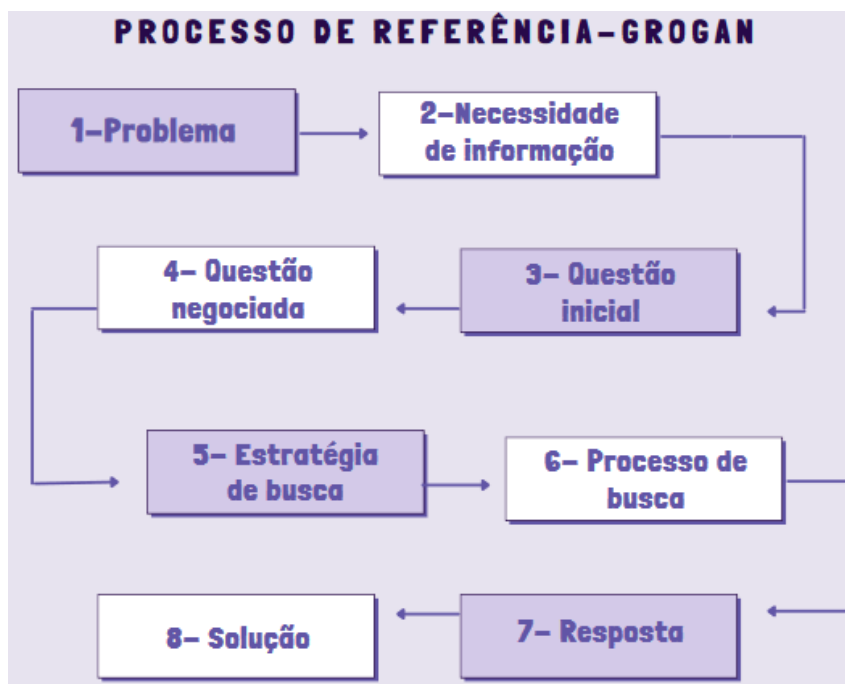 PROCESSO DE REFERÊNCIA-GROGAN
1-Problema
2-Necessidade
de informação
3- Questão
inicial
4- Questão
negociada
5- Estratégia
de busca
6- Processo de
busca
7- Resposta
8- Solução